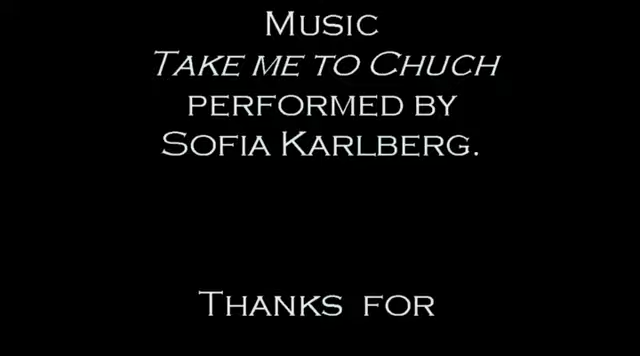 Music
Take me to Chuch
performed by
Sofia Karlberg.
Thanks for